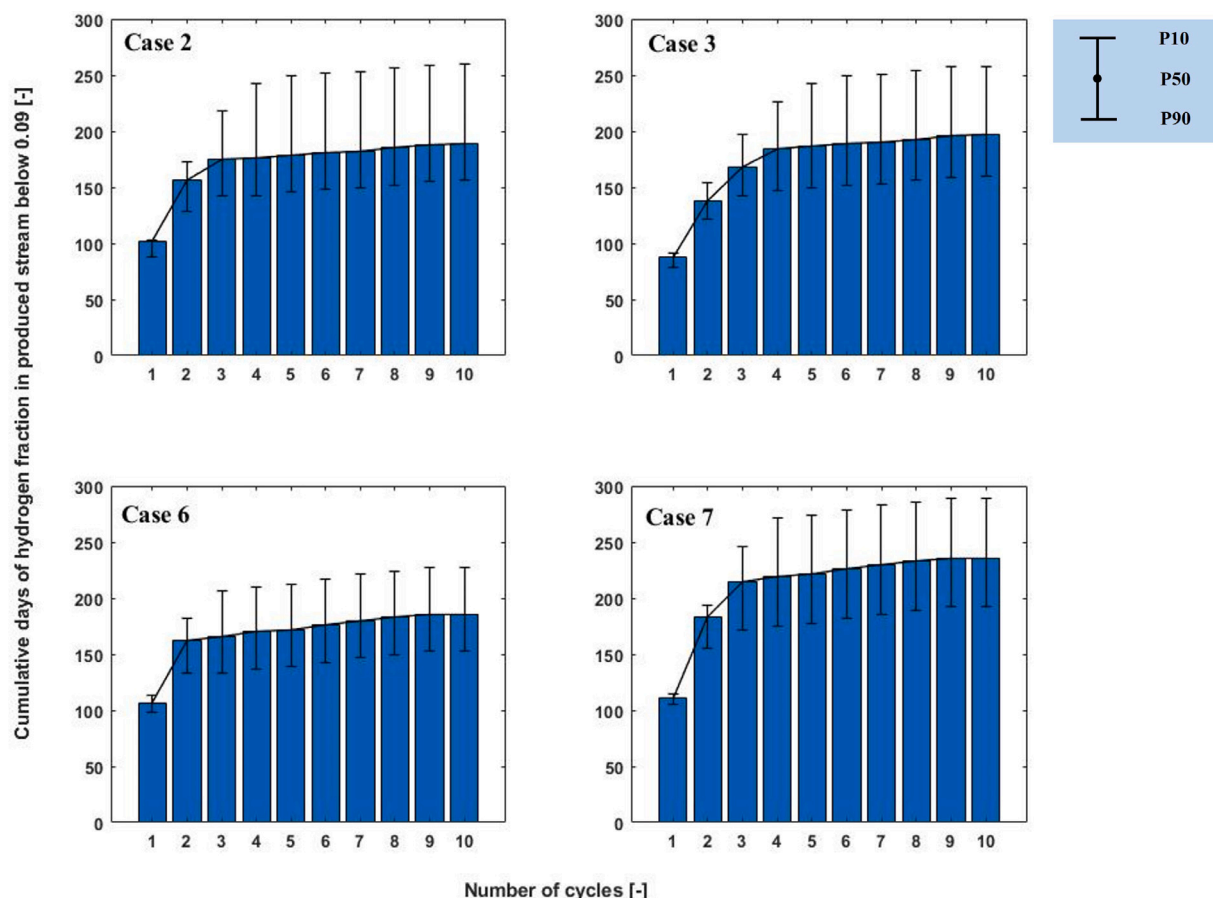 Cumulative days of hydrogen fraction in produced stream below 0.09 [-]
Case 2
300
250
200
150
100
50
0
1 2 3 4 5 6 7 8 9 10
Case 3
300
250
200
150
100
50
0
1 2 3 4 5 6 7 8 9 10
P10
P50
P90
Case 6
300
250
200
150
100
50
0
1 2 3 4 5 6 7 8 9 10
Case 7
300
250
200
150
100
50
0
1 2 3 4 5 6 7 8 9 10
Number of cycles [-]